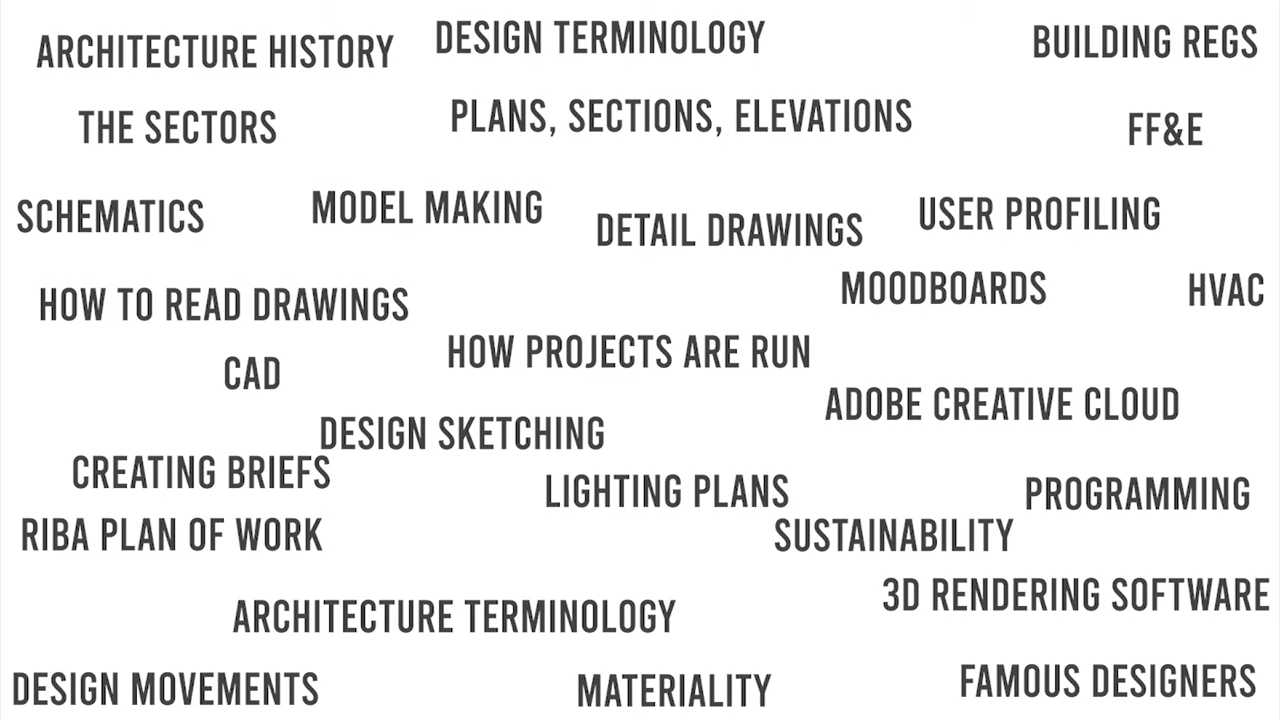 ARCHITECTURE HISTORY
DESIGN TERMINOLOGY
BUILDING REGS
THE SECTORS
PLANS, SECTIONS, ELEVATIONS
FF&E
SCHEMATICS
MODEL MAKING
DETAIL DRAWINGS
USER PROFILING
HOW TO READ DRAWINGS
MOODBOARDS
HVAC
CAD
HOW PROJECTS ARE RUN
ADOBE CREATIVE CLOUD
DESIGN SKETCHING
CREATING BRIEFS
LIGHTING PLANS
PROGRAMMING
RIBA PLAN OF WORK
SUSTAINABILITY
3D RENDERING SOFTWARE
ARCHITECTURE TERMINOLOGY
DESIGN MOVEMENTS
MATERIALITY
FAMOUS DESIGNERS